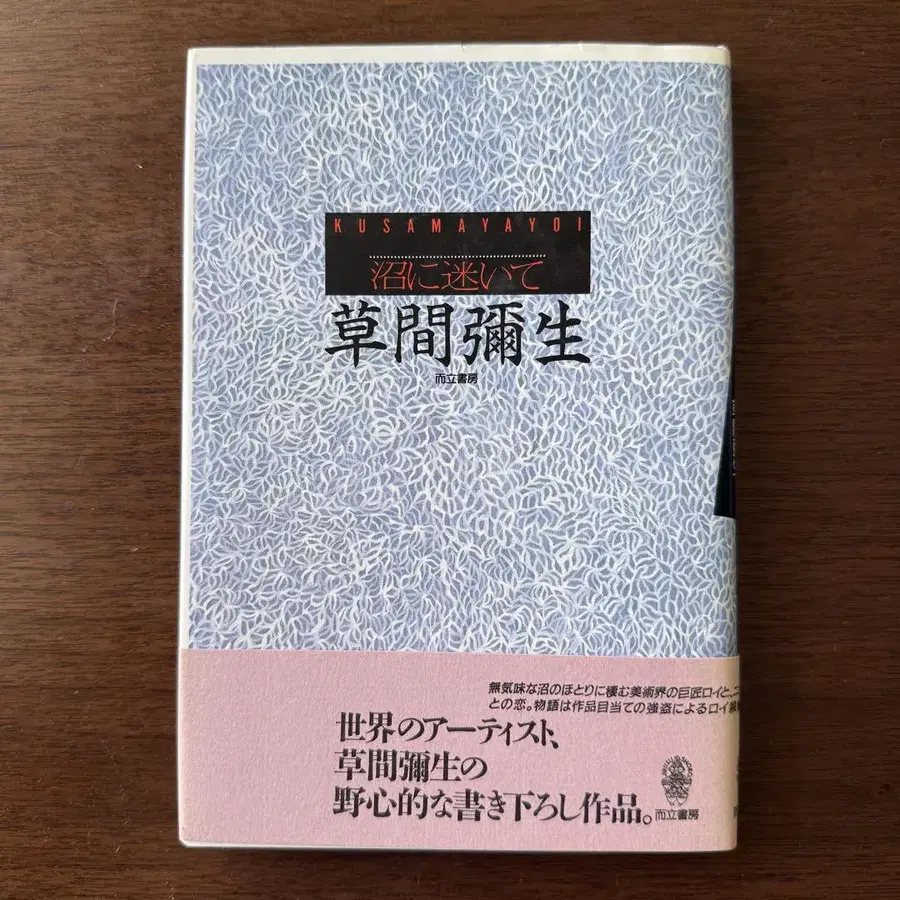 KUSAMAYAYOI
沼に迷いて
草間彌生
而立書房
無気味な沼のほとりに棲む美術界の巨匠ロイと、ニ
との恋。物語は作品目当ての強盗によるロイ
世界のアーティスト、
草間彌生の
野心的な書き下ろし作品。
而立書房